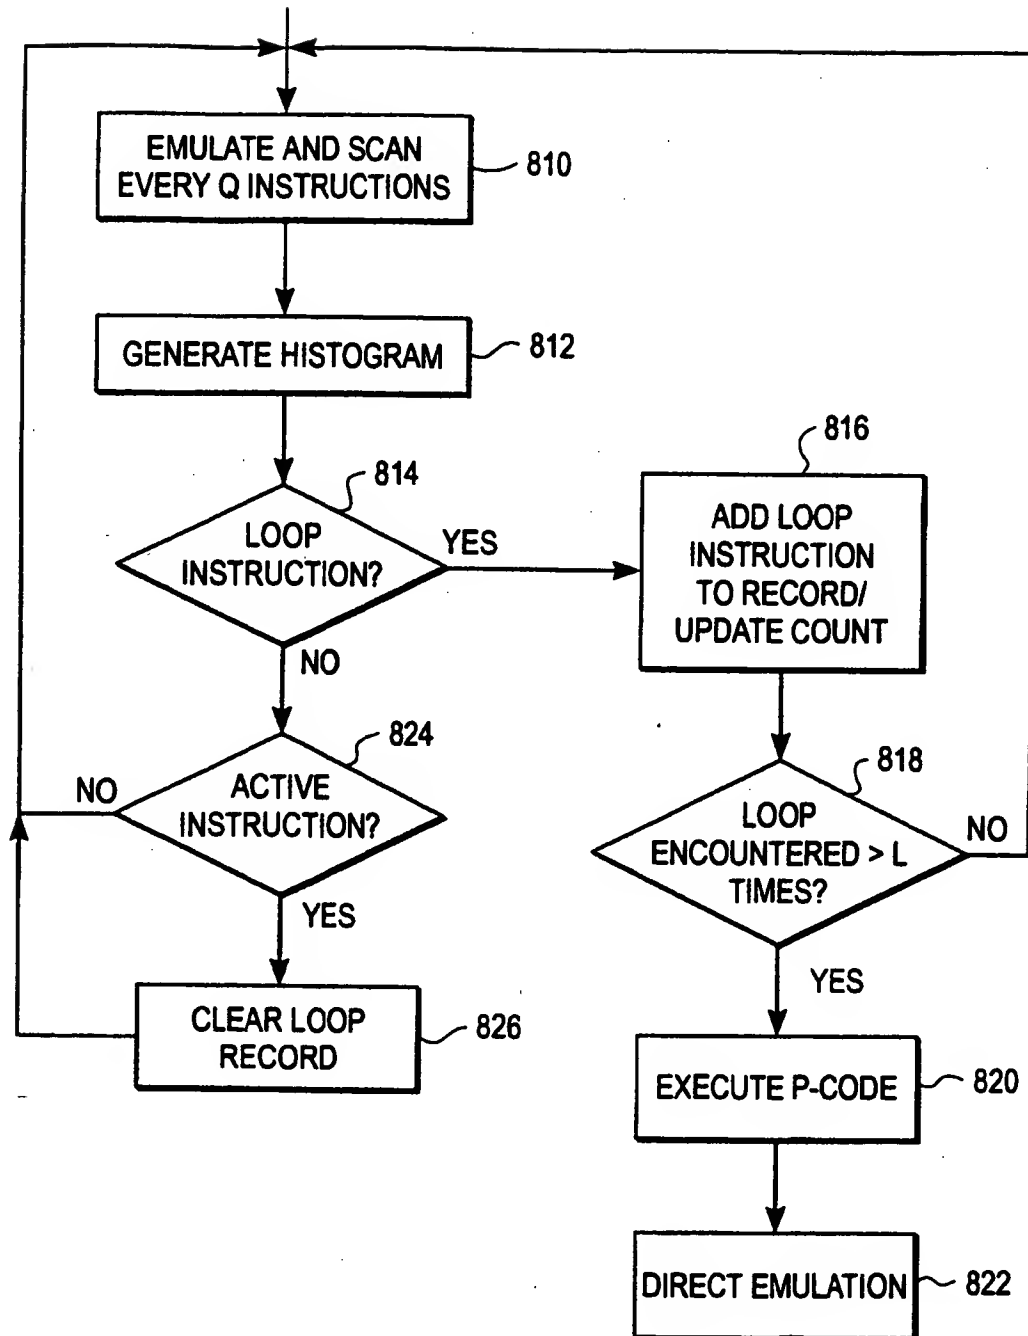 EMULATE AND SCAN
EVERY Q INSTRUCTIONS
810
GENERATE HISTOGRAM
812
814
LOOP
INSTRUCTION?
YES
NO
816
ADD LOOP
INSTRUCTION
TO RECORD/
UPDATE COUNT
824
ACTIVE
INSTRUCTION?
NO
YES
818
LOOP
ENCOUNTERED > L
TIMES?
NO
YES
CLEAR LOOP
RECORD
826
EXECUTE P-CODE
820
DIRECT EMULATION
822